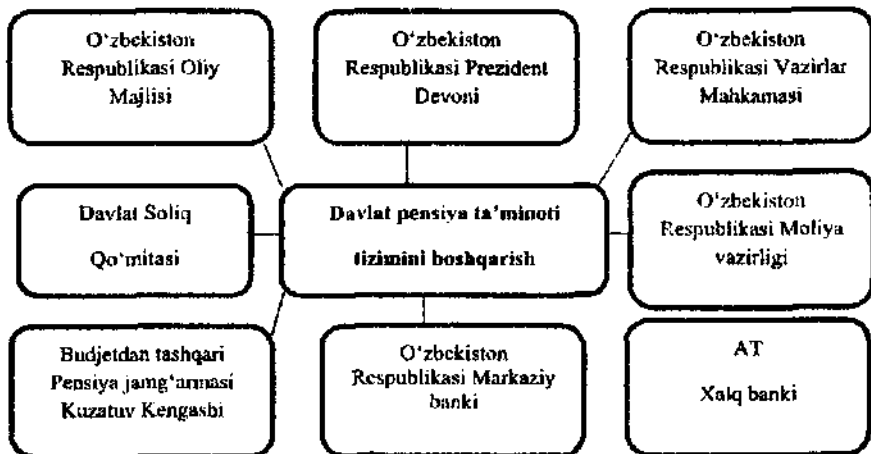 O‘zbekiston
Respublikasi Oliy
Majlisi
O‘zbekiston
Respublikasi Prezident
Devoni
O‘zbekiston
Respublikasi Vazirlar
Mahkamasi
Davlat Soliq
Qo‘mitasi
Davlat pensiya ta’minoti
tizimini boshqarish
O‘zbekiston
Respublikasi Moliya
vazirligi
Budjetdan tashqari
Pensiya jamg‘armasi
Kuzatuv Kengashi
O‘zbekiston
Respublikasi Markaziy
banki
AT
Xalq banki